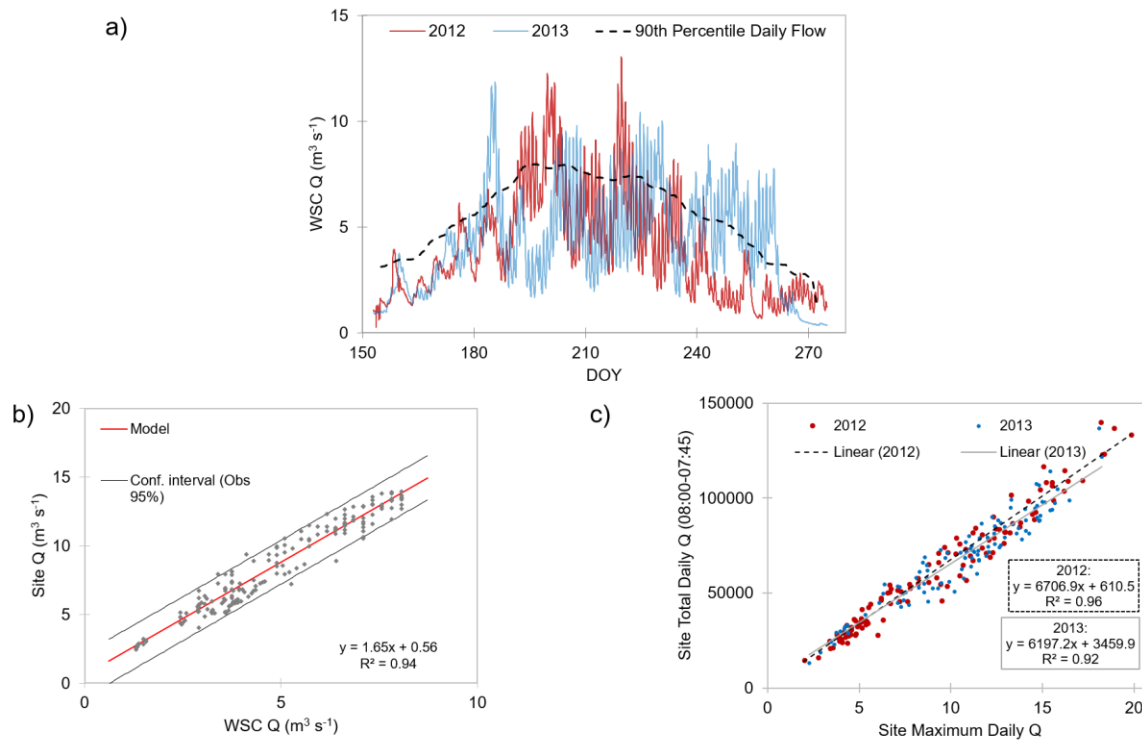 a)
2012
2013
90th Percentile Daily Flow
15
10
5
0
WSC Q (m³ s⁻¹)
150
180
210
240
270
DOY
b)
20
15
10
5
0
Site Q (m³ s⁻¹)
Model
Conf. interval (Obs
95%)
y = 1.65x + 0.56
R² = 0.94
0
5
10
WSC Q (m³ s⁻¹)
c)
150000
100000
50000
0
Site Total Daily Q (08:00-07:45)
2012
2013
Linear (2012)
Linear (2013)
2012:
y = 6706.9x + 610.5
R² = 0.96
2013:
y = 6197.2x + 3459.9
R² = 0.92
0
5
10
15
20
Site Maximum Daily Q